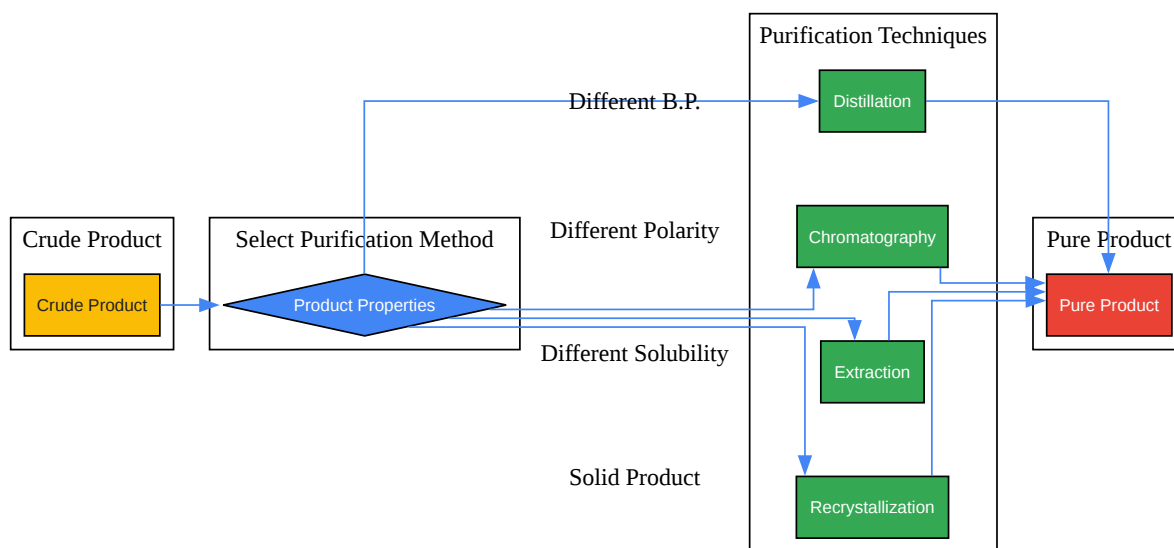 Purification Techniques
Different B.P.
Distillation
Crude Product
Select Purification Method
Different Polarity
Chromatography
Pure Product
Crude Product
Product Properties
Pure Product
Different Solubility
Extraction
Solid Product
Recrystallization